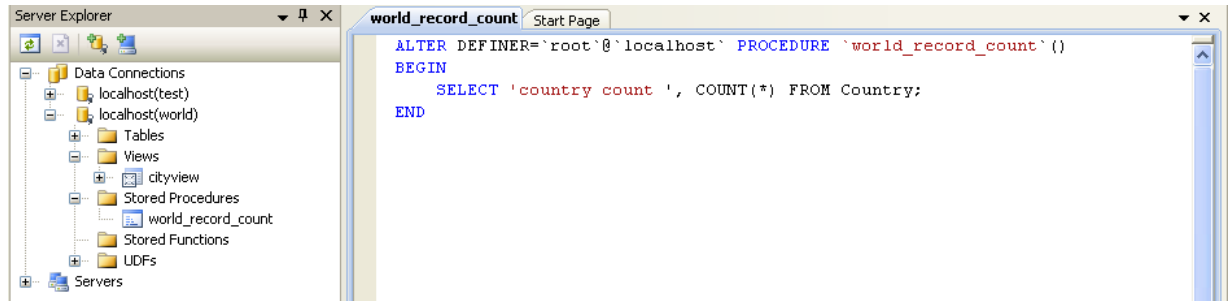 Server Explorer
Data Connections
localhost(test)
localhost(world)
Tables
Views
cityview
Stored Procedures
world_record_count
Stored Functions
UDFs
Servers
world_record_count Start Page
ALTER DEFINER=`root`@`localhost` PROCEDURE `world_record_count`()
BEGIN
    SELECT 'country count ', COUNT(*) FROM Country;
END